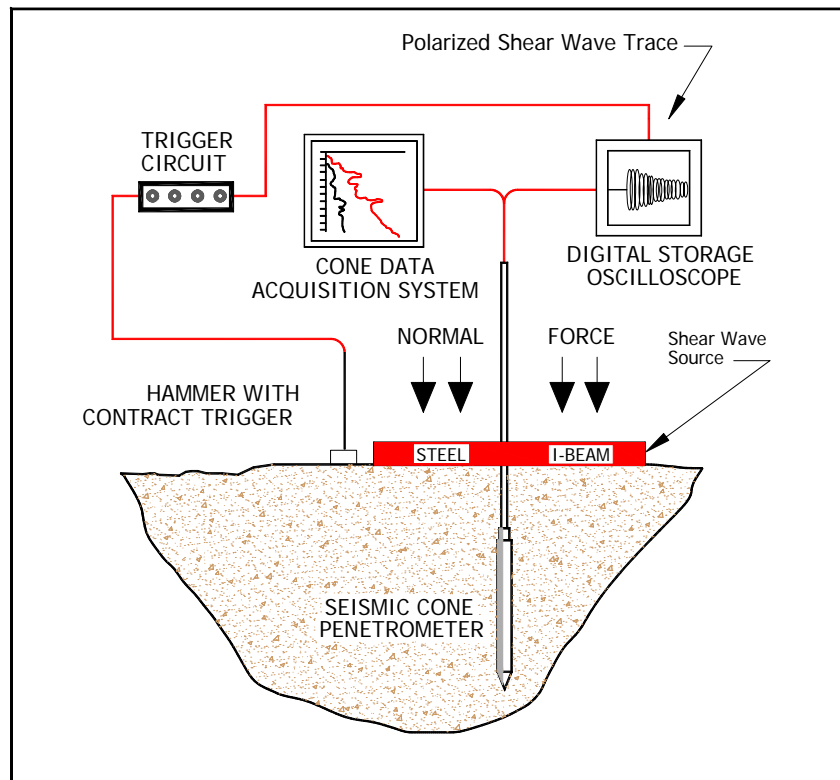 Polarized Shear Wave Trace
TRIGGER
CIRCUIT
CONE DATA
ACQUISITION SYSTEM
DIGITAL STORAGE
OSCILLOSCOPE
NORMAL
FORCE
Shear Wave
Source
HAMMER WITH
CONTRACT TRIGGER
STEEL
I-BEAM
SEISMIC CONE
PENETROMETER